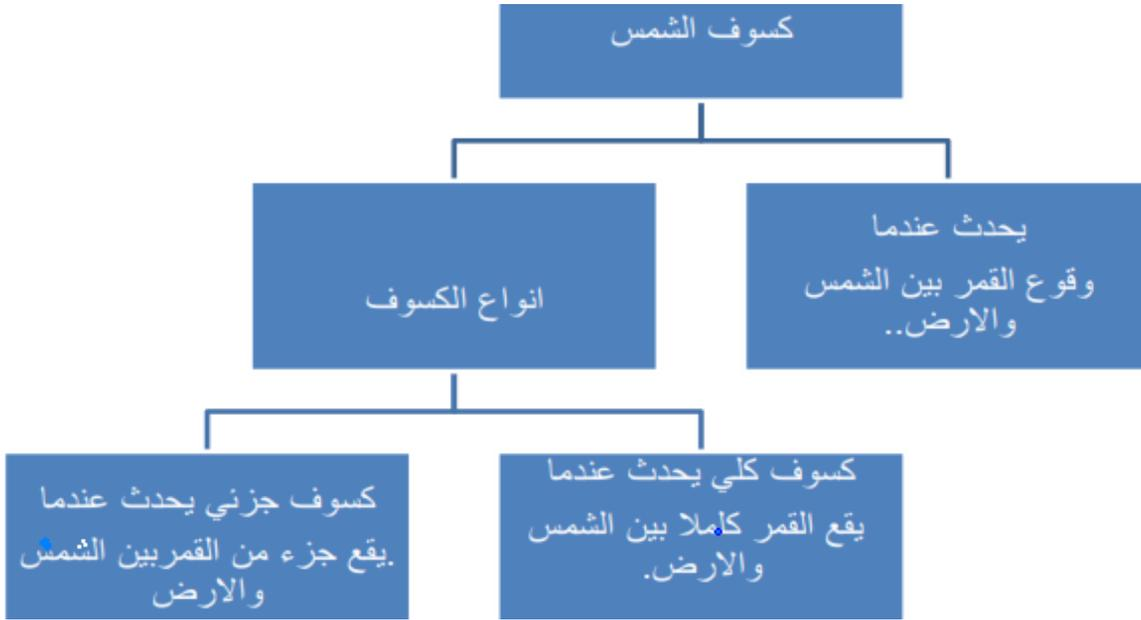 كسوف الشمس
يحدث عندما
وقوع القمر بين الشمس
والارض..
انواع الكسوف
كسوف كلي يحدث عندما
يقع القمر كاملا بين الشمس
والارض.
كسوف جزئي يحدث عندما
.يقع جزء من القمربين الشمس
والارض